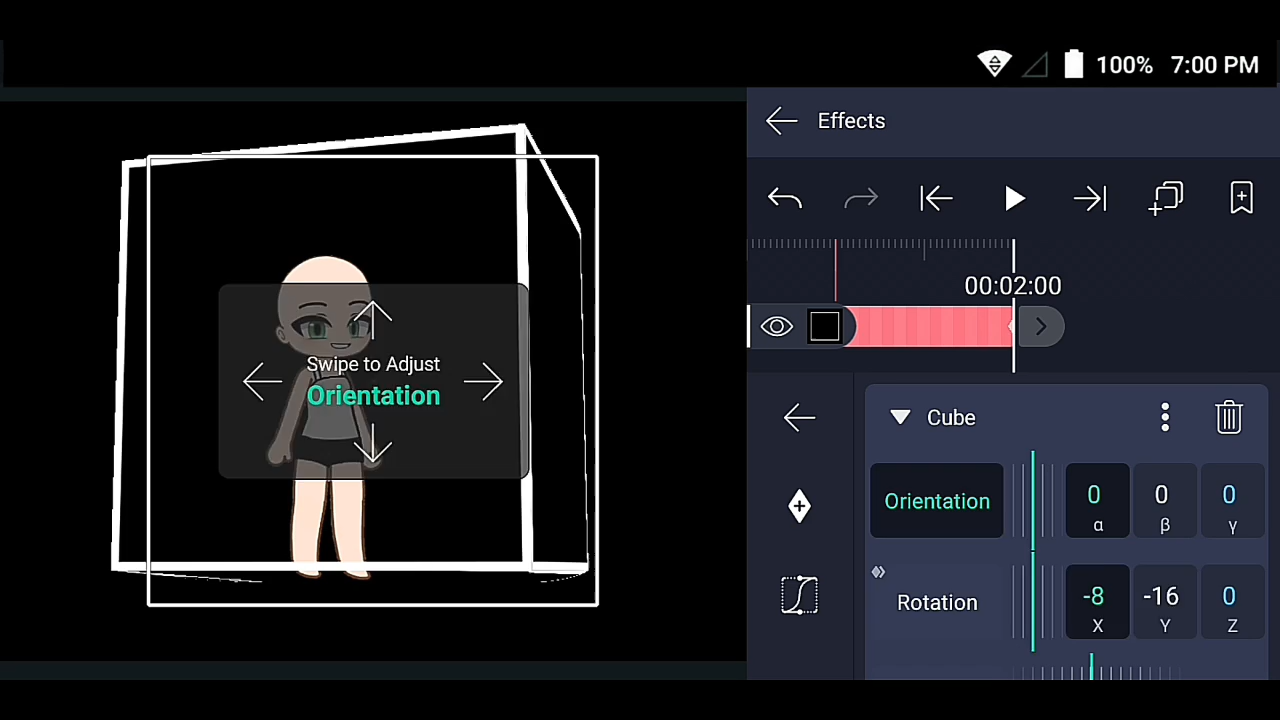 100% 7:00 PM
Effects
00:02:00
Swipe to Adjust
Orientation
Cube
Orientation 0 0 0
α β γ
Rotation -8 -16 0
X Y Z